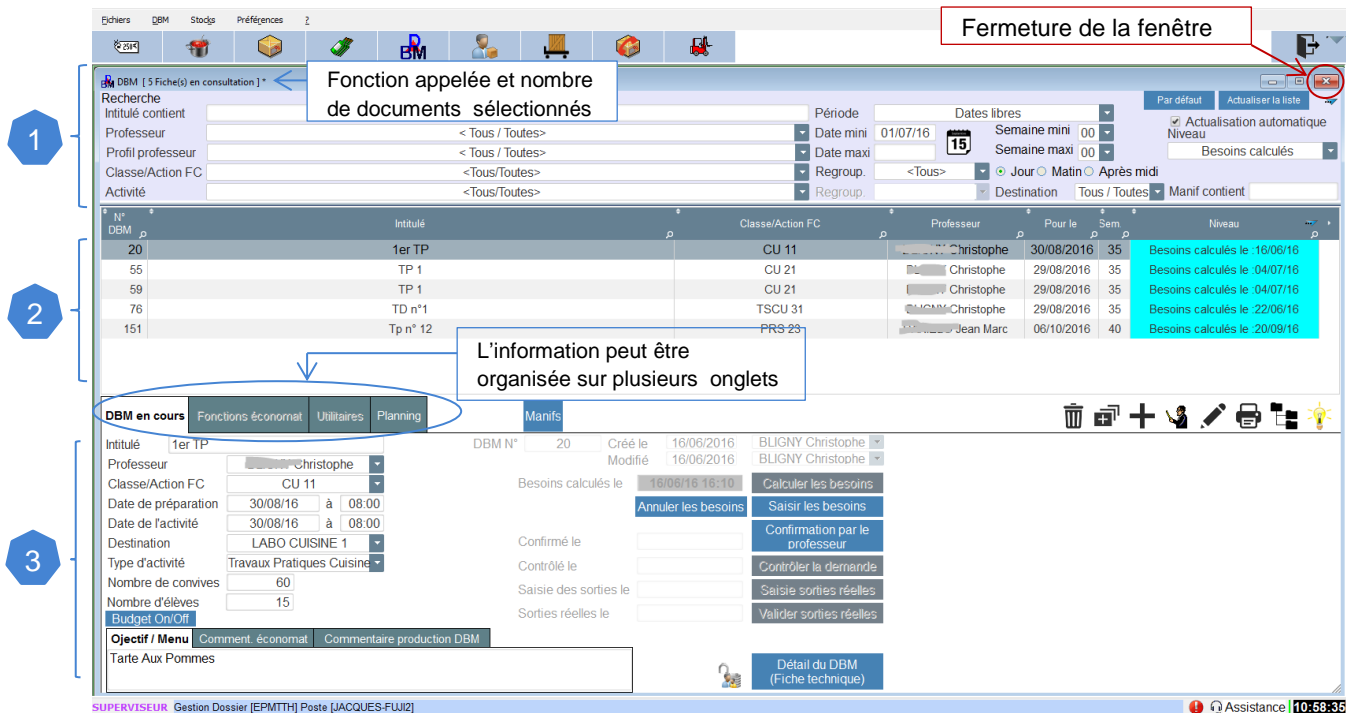 Fichiers DBM Stocks Préférences ?
Fermeture de la fenêtre
BM
DBM [ 5 Fiche(s) en consultation ] *
Fonction appelée et nombre
de documents sélectionnés
1
Recherche
Par défaut Actualiser la liste
Intitulé contient Période Dates libres
Actualisation automatique
Professeur < Tous / Toutes> Date mini 01/07/16 15 Semaine mini 00 Niveau
Profil professeur < Tous / Toutes> Date maxi Semaine maxi 00 Besoins calculés
Classe/Action FC <Tous/Toutes> Regroup. <Tous> Jour Matin Après midi
Activité <Tous/Toutes> Regroup. Destination Tous / Toutes Manif contient
2
N° DBM Intitulé Classe/Action FC Professeur Pour le Sem. Niveau
20 1er TP CU 11 Christophe 30/08/2016 35 Besoins calculés le :16/06/16
55 TP 1 CU 21 Christophe 29/08/2016 35 Besoins calculés le :04/07/16
59 TP 1 CU 21 Christophe 29/08/2016 35 Besoins calculés le :04/07/16
76 TD n°1 TSCU 31 Christophe 29/08/2016 35 Besoins calculés le :22/06/16
151 Tp n° 12 PRS 23 Jean Marc 06/10/2016 40 Besoins calculés le :20/09/16
L'information peut être
organisée sur plusieurs onglets
DBM en cours Fonctions économat Utilitaires Planning Manifs
3
Intitulé 1er TP DBM N° 20 Créé le 16/06/2016 BLIGNY Christophe
Professeur Christophe Modifié 16/06/2016 BLIGNY Christophe
Classe/Action FC CU 11 Besoins calculés le 16/06/16 16:10 Calculer les besoins
Date de préparation 30/08/16 à 08:00 Annuler les besoins Saisir les besoins
Date de l'activité 30/08/16 à 08:00
Confirmation par le
professeur
Destination LABO CUISINE 1 Confirmé le
Type d'activité Travaux Pratiques Cuisine Contrôlé le Contrôler la demande
Nombre de convives 60 Saisie des sorties le Saisie sorties réelles
Nombre d'élèves 15 Sorties réelles le Valider sorties réelles
Budget On/Off
Ojectif / Menu Comment. économat Commentaire production DBM
Tarte Aux Pommes
Détail du DBM
(Fiche technique)
SUPERVISEUR Gestion Dossier [EPMTTH] Poste [JACQUES-FUJI2] Assistance 10:58:35